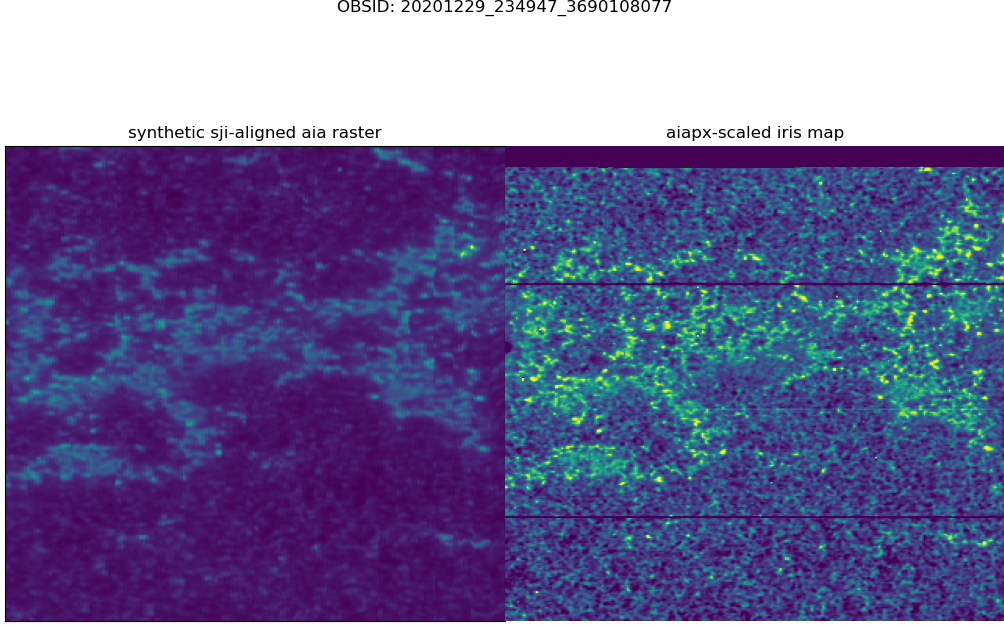 OBSID: 20201229_234947_3690108077
synthetic sji-aligned aia raster
aiapx-scaled iris map